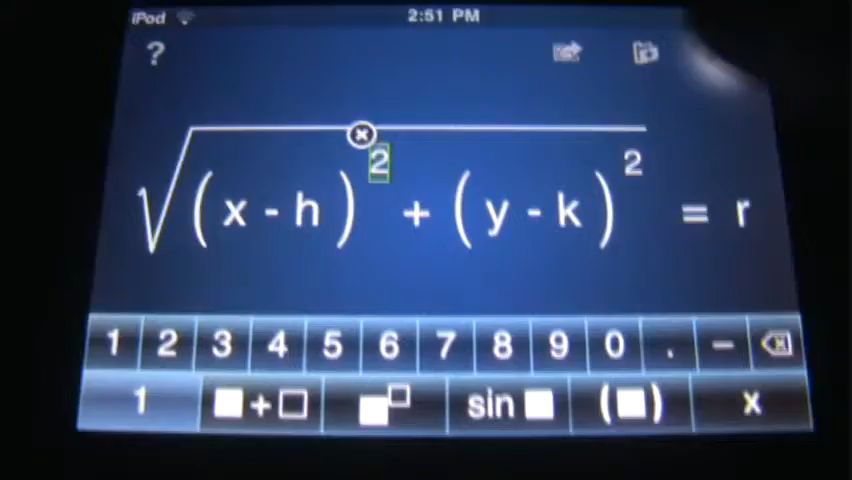 iPod 2:51 PM
?
√((x - h)² + (y - k)²) = r
1 2 3 4 5 6 7 8 9 0 . -
1 ■+□ ■□ sin ■ (■) x